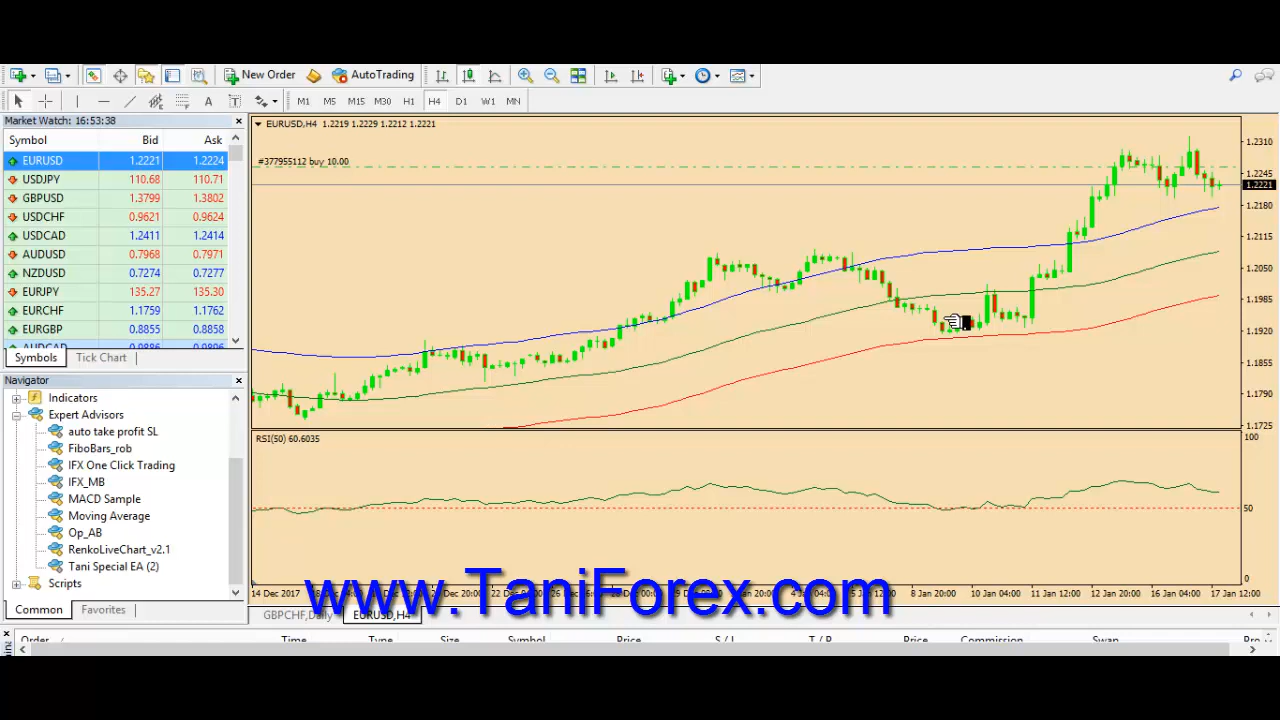 New Order AutoTrading
M1 M5 M15 M30 H1 H4 D1 W1 MN
Market Watch: 16:53:38
Symbol Bid Ask
EURUSD 1.2221 1.2224
USDJPY 110.68 110.71
GBPUSD 1.3799 1.3802
USDCHF 0.9621 0.9624
USDCAD 1.2411 1.2414
AUDUSD 0.7968 0.7971
NZDUSD 0.7274 0.7277
EURJPY 135.27 135.30
EURCHF 1.1759 1.1762
EURGBP 0.8855 0.8858
Symbols Tick Chart
Navigator
Indicators
Expert Advisors
auto take profit SL
FiboBars_rob
IFX One Click Trading
IFX_MB
MACD Sample
Moving Average
Op_AB
RenkoLiveChart_v2.1
Tani Special EA (2)
Scripts
Common Favorites
EURUSD,H4 1.2219 1.2229 1.2212 1.2221
#377955112 buy 10.00
1.2310
1.2245
1.2221
1.2180
1.2115
1.2050
1.1985
1.1920
1.1855
1.1790
1.1725
RSI(50) 60.6035
100
50
0
14 Dec 2017 8 Jan 20:00 10 Jan 04:00 11 Jan 12:00 12 Jan 20:00 16 Jan 04:00 17 Jan 12:00
www.TaniForex.com
GBPCHF,Daily EURUSD,H4
Order Time Type Size Symbol Price S / L T / P Price Commission Swap